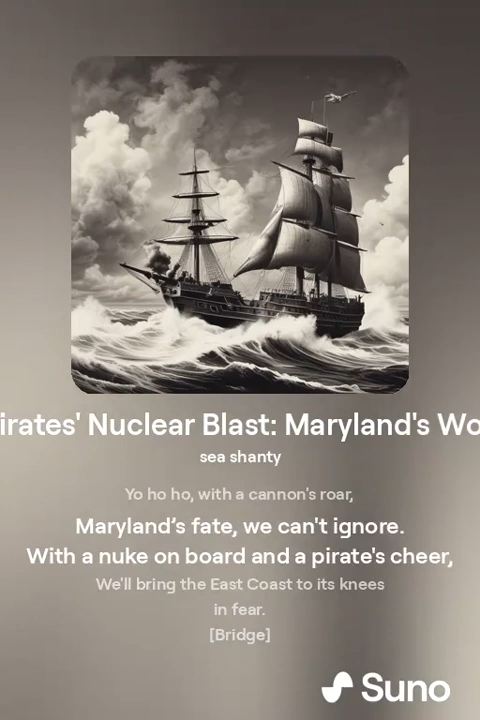 irates' Nuclear Blast: Maryland's Wo
sea shanty
Yo ho ho, with a cannon's roar,
Maryland's fate, we can't ignore.
With a nuke on board and a pirate's cheer,
We'll bring the East Coast to its knees
in fear.
[Bridge]
Suno